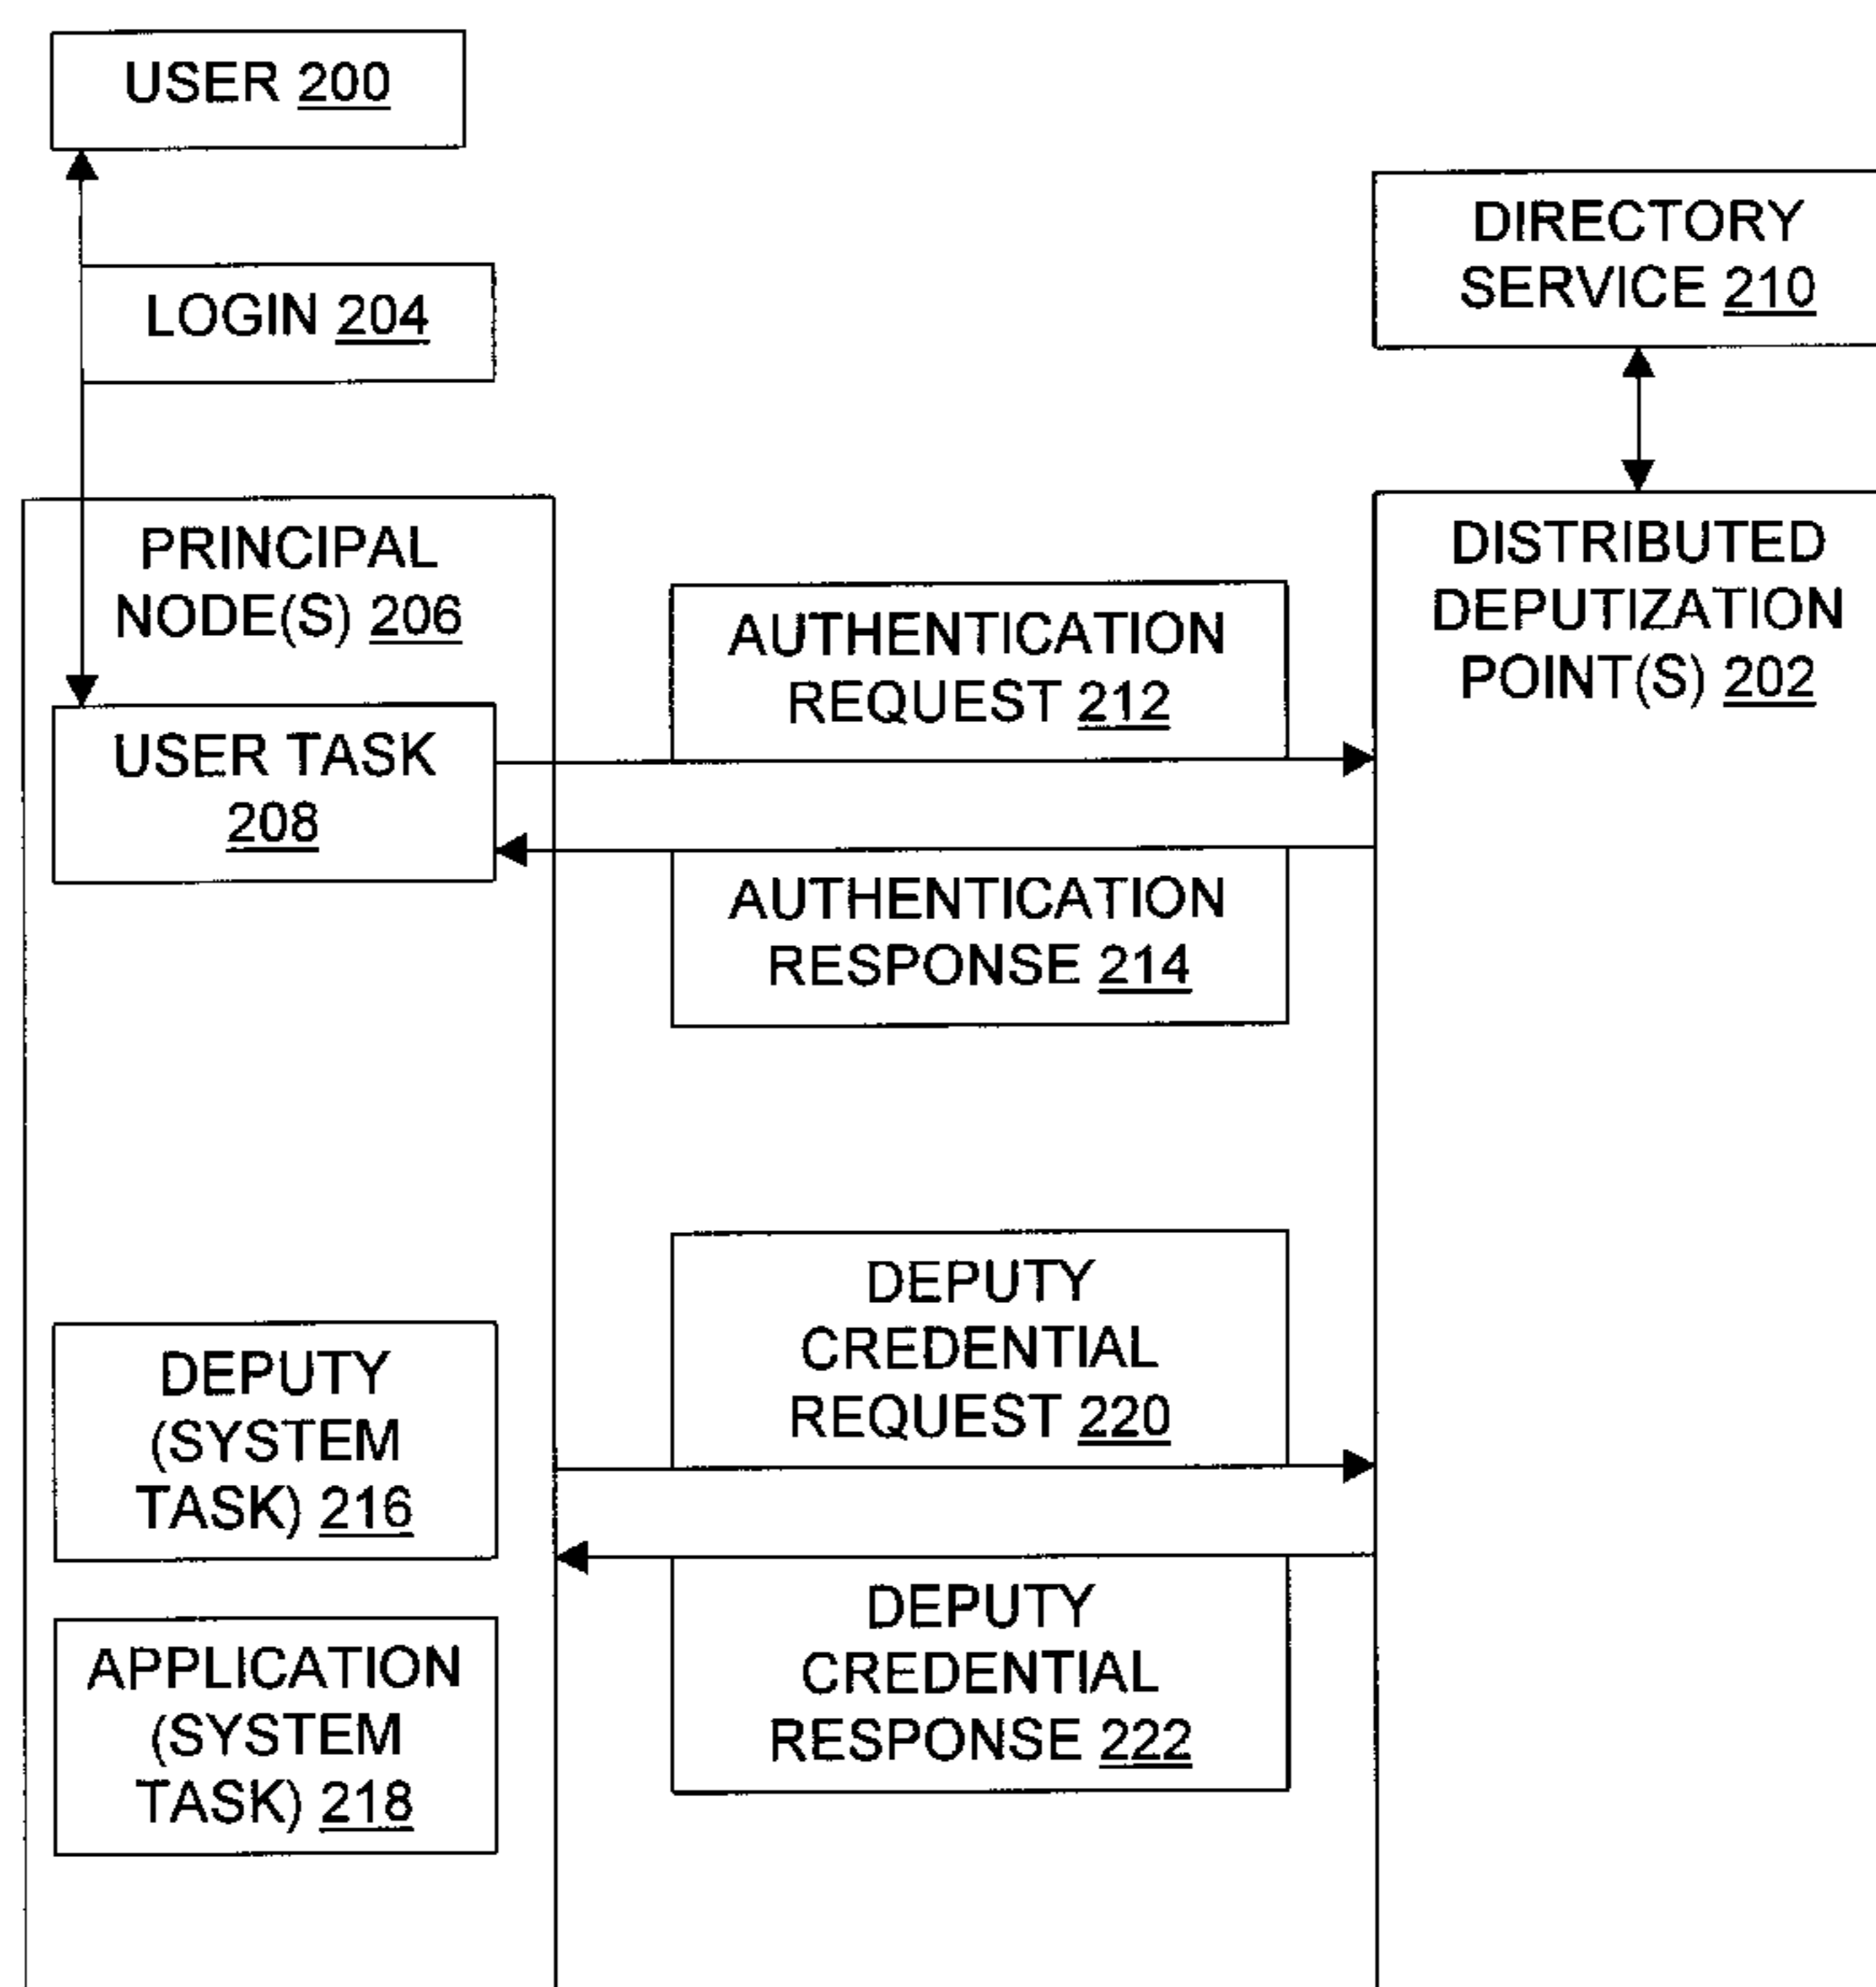 USER 200
LOGIN 204
DIRECTORY
SERVICE 210
PRINCIPAL
NODE(S) 206
DISTRIBUTED
DEPUTIZATION
POINT(S) 202
AUTHENTICATION
REQUEST 212
USER TASK
208
AUTHENTICATION
RESPONSE 214
DEPUTY
CREDENTIAL
REQUEST 220
DEPUTY
(SYSTEM
TASK) 216
DEPUTY
CREDENTIAL
RESPONSE 222
APPLICATION
(SYSTEM
TASK) 218